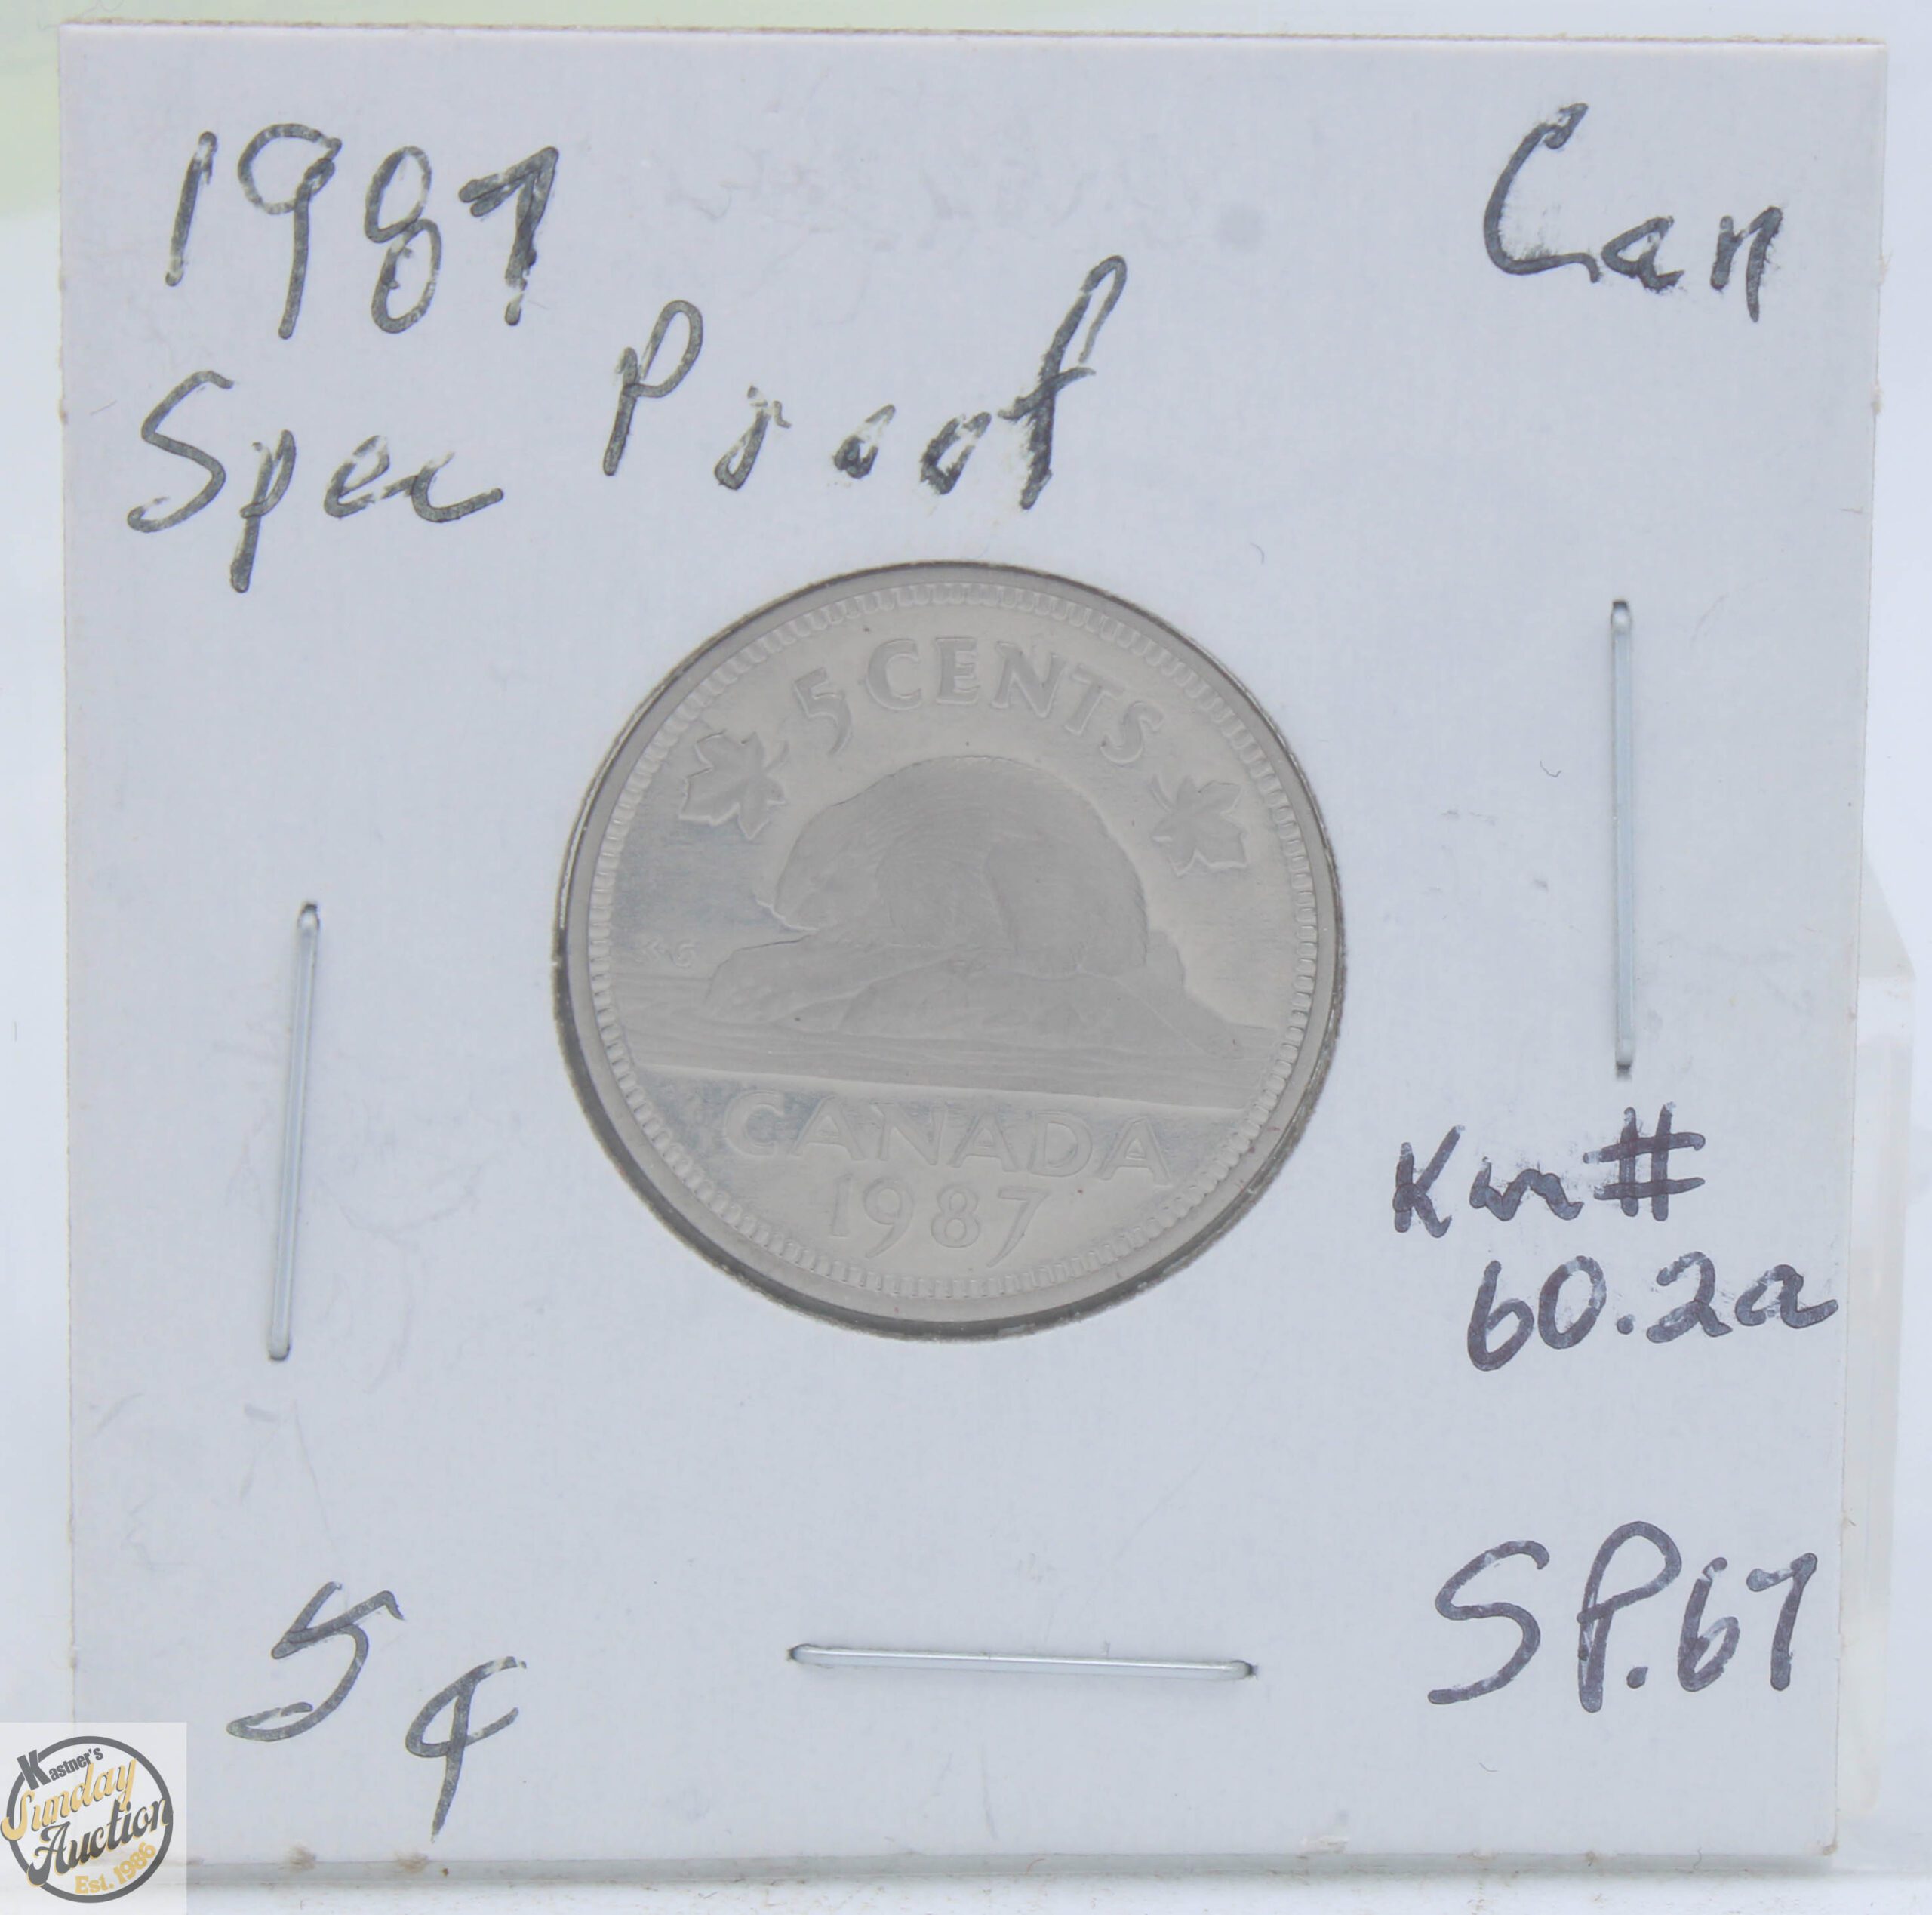 1987
Can
Spec Proof
5 CENTS
KG
CANADA
1987
Km#
60.2a
5¢
SP.67
Kastner's
Sunday
Auction
Est. 1986